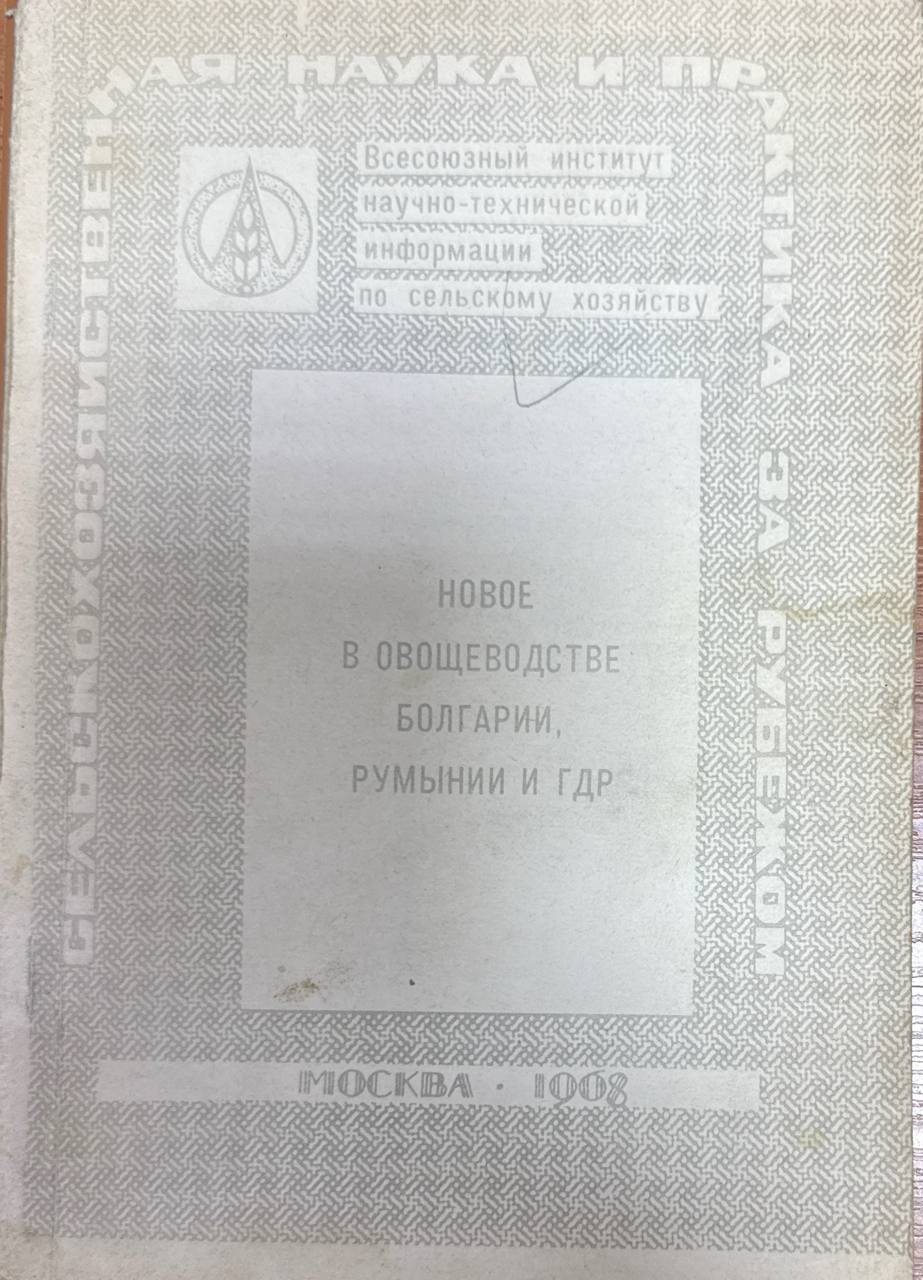 СЕЛЬСКОХОЗЯЙСТВЕННАЯ НАУКА И ПРАКТИКА ЗА РУБЕЖОМ
Всесоюзный институт
научно-технической
информации
по сельскому хозяйству
НОВОЕ
В ОВОЩЕВОДСТВЕ
БОЛГАРИИ,
РУМЫНИИ И ГДР
МОСКВА · 1968